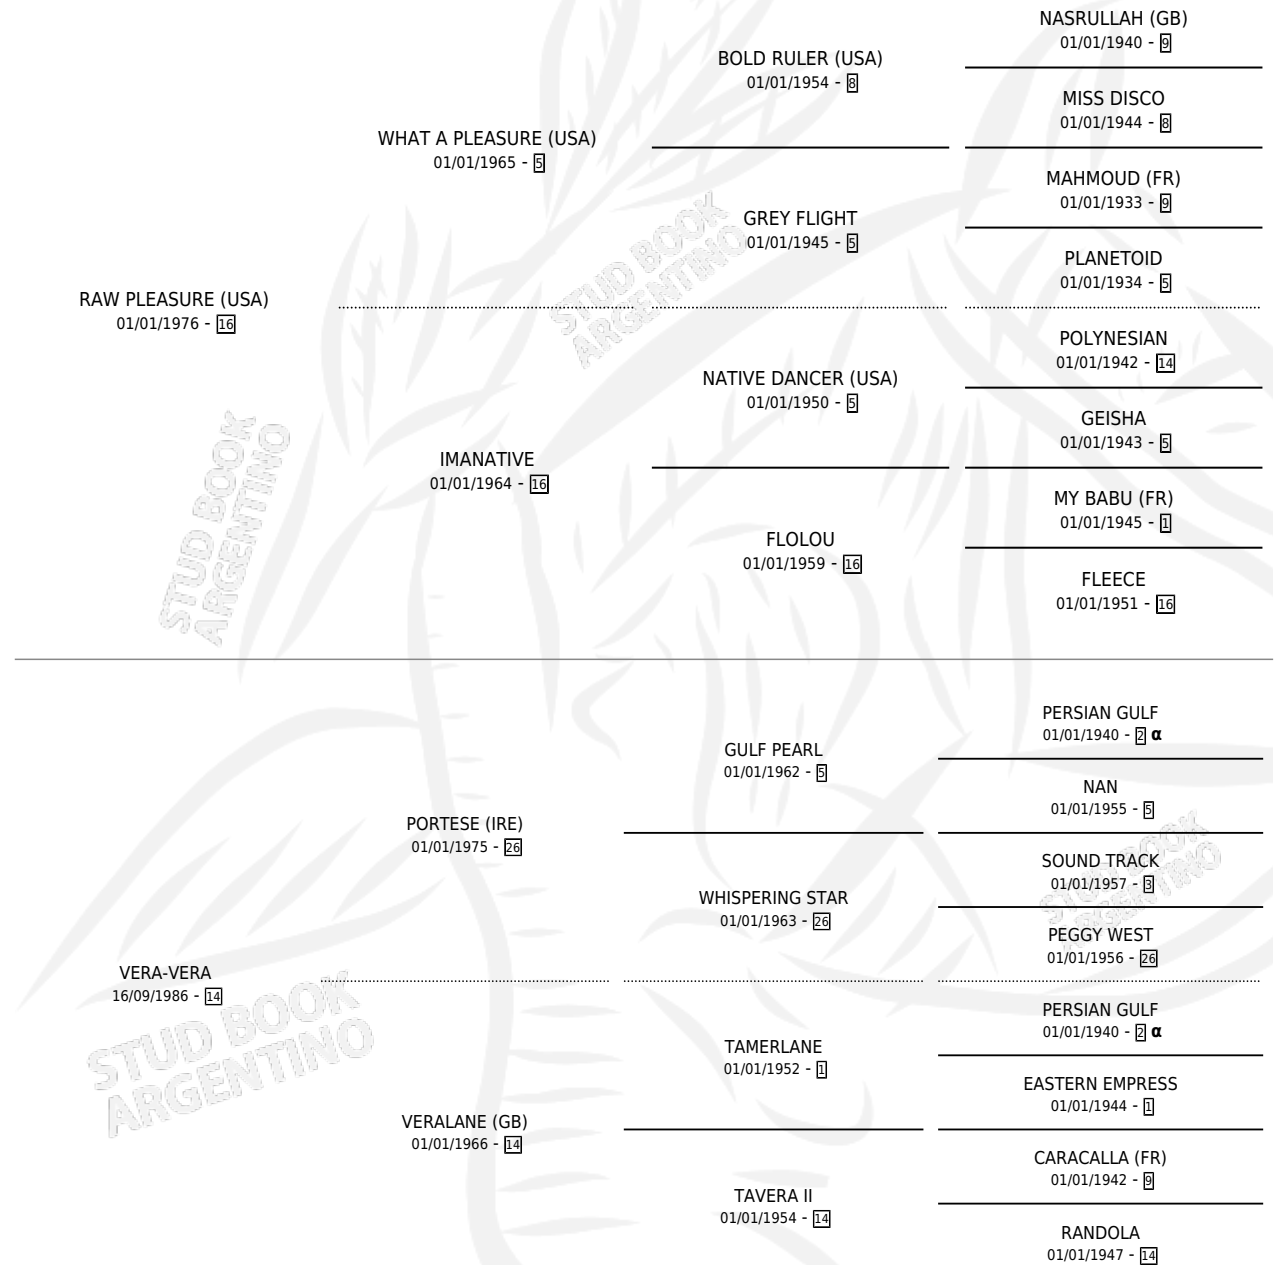 NASRULLAH (GB)
01/01/1940 - 9
BOLD RULER (USA)
01/01/1954 - 8
MISS DISCO
01/01/1944 - 8
WHAT A PLEASURE (USA)
01/01/1965 - 5
MAHMOUD (FR)
01/01/1933 - 9
GREY FLIGHT
01/01/1945 - 5
PLANETOID
01/01/1934 - 5
RAW PLEASURE (USA)
01/01/1976 - 16
POLYNESIAN
01/01/1942 - 14
NATIVE DANCER (USA)
01/01/1950 - 5
GEISHA
01/01/1943 - 5
IMANATIVE
01/01/1964 - 16
MY BABU (FR)
01/01/1945 - 1
FLOLOU
01/01/1959 - 16
FLEECE
01/01/1951 - 16
PERSIAN GULF
01/01/1940 - 2 α
GULF PEARL
01/01/1962 - 5
NAN
01/01/1955 - 5
PORTESE (IRE)
01/01/1975 - 26
SOUND TRACK
01/01/1957 - 3
WHISPERING STAR
01/01/1963 - 26
PEGGY WEST
01/01/1956 - 26
VERA-VERA
16/09/1986 - 14
PERSIAN GULF
01/01/1940 - 2 α
TAMERLANE
01/01/1952 - 1
EASTERN EMPRESS
01/01/1944 - 1
VERALANE (GB)
01/01/1966 - 14
CARACALLA (FR)
01/01/1942 - 9
TAVERA II
01/01/1954 - 14
RANDOLA
01/01/1947 - 14
STUD BOOK
ARGENTINO
STUD BOOK
ARGENTINO
STUD BOOK
ARGENTINO
STUD BOOK
ARGENTINO